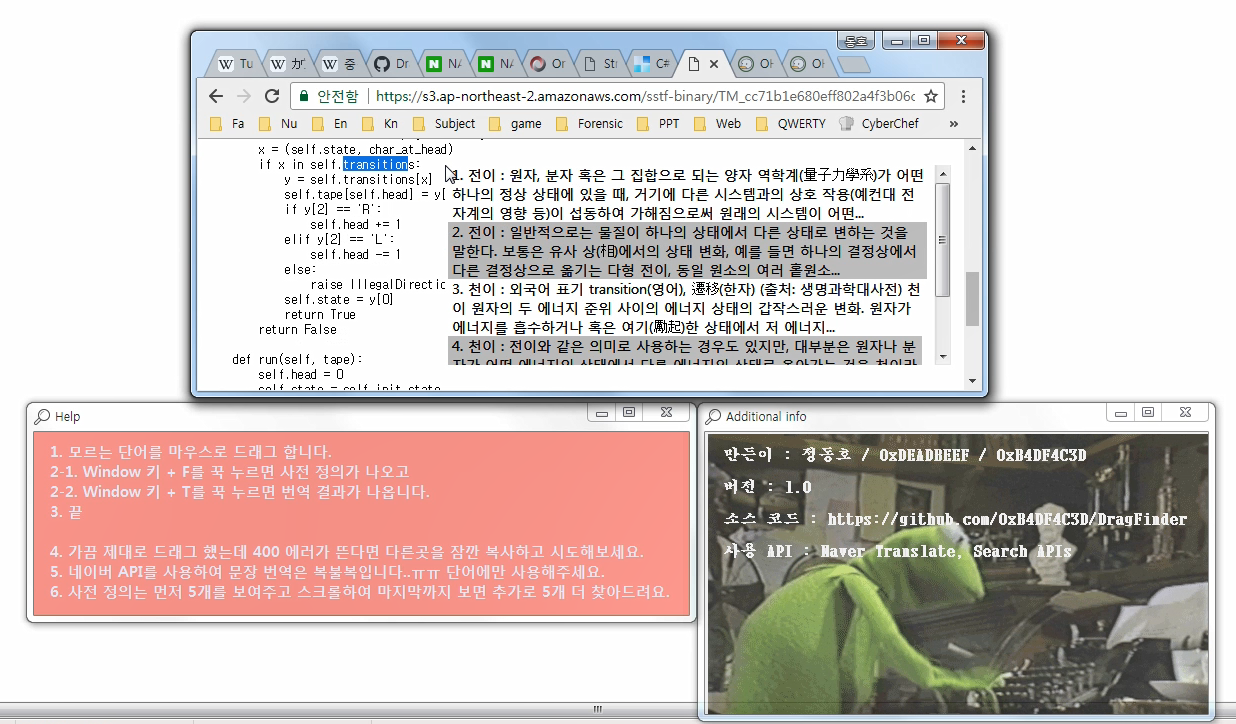 동호
Tu
가
중
Dr
NA
NA
Or
Sti
C#
OH
OH
안전함
https://s3.ap-northeast-2.amazonaws.com/sstf-binary/TM_cc71b1e680eff802a4f3b06c
Fa
Nu
En
Kn
Subject
game
Forensic
PPT
Web
QWERTY
CyberChef
»
x = (self.state, char_at_head)
if x in self.transitions:
y = self.transitions[x]
self.tape[self.head] = y[
if y[2] == 'R':
self.head += 1
elif y[2] == 'L':
self.head -= 1
else:
raise IllegalDirectio
self.state = y[0]
return True
return False
def run(self, tape):
self.head = 0
self.state = self.init_state
1. 전이 : 원자, 분자 혹은 그 집합으로 되는 양자 역학계(量子力學系)가 어떤
하나의 정상 상태에 있을 때, 거기에 다른 시스템과의 상호 작용(예컨대 전
자계의 영향 등)이 섭동하여 가해짐으로써 원래의 시스템이 어떤...
2. 전이 : 일반적으로는 물질이 하나의 상태에서 다른 상태로 변하는 것을
말한다. 보통은 유사 상(相)에서의 상태 변화, 예를 들면 하나의 결정상에서
다른 결정상으로 옮기는 다형 전이, 동일 원소의 여러 홑원소...
3. 천이 : 외국어 표기 transition(영어), 遷移(한자) (출처: 생명과학대사전) 천
이 원자의 두 에너지 준위 사이의 에너지 상태의 갑작스러운 변화. 원자가
에너지를 흡수하거나 혹은 여기(勵起)한 상태에서 저 에너지...
4. 천이 : 전이와 같은 의미로 사용하는 경우도 있지만, 대부분은 원자나 분
자가 어떤 에너지의 상태에서 다른 에너지의 상태로 옮아가는 것을 천이라
Help
1. 모르는 단어를 마우스로 드래그 합니다.
2-1. Window 키 + F를 꾹 누르면 사전 정의가 나오고
2-2. Window 키 + T를 꾹 누르면 번역 결과가 나옵니다.
3. 끝
4. 가끔 제대로 드래그 했는데 400 에러가 뜬다면 다른곳을 잠깐 복사하고 시도해보세요.
5. 네이버 API를 사용하여 문장 번역은 복불복입니다..ㅠㅠ 단어에만 사용해주세요.
6. 사전 정의는 먼저 5개를 보여주고 스크롤하여 마지막까지 보면 추가로 5개 더 찾아드려요.
Additional info
만든이 : 정동호 / 0xDEADBEEF / 0xB4DF4C3D
버전 : 1.0
소스 코드 : https://github.com/0xB4DF4C3D/DragFinder
사용 API : Naver Translate, Search APIs